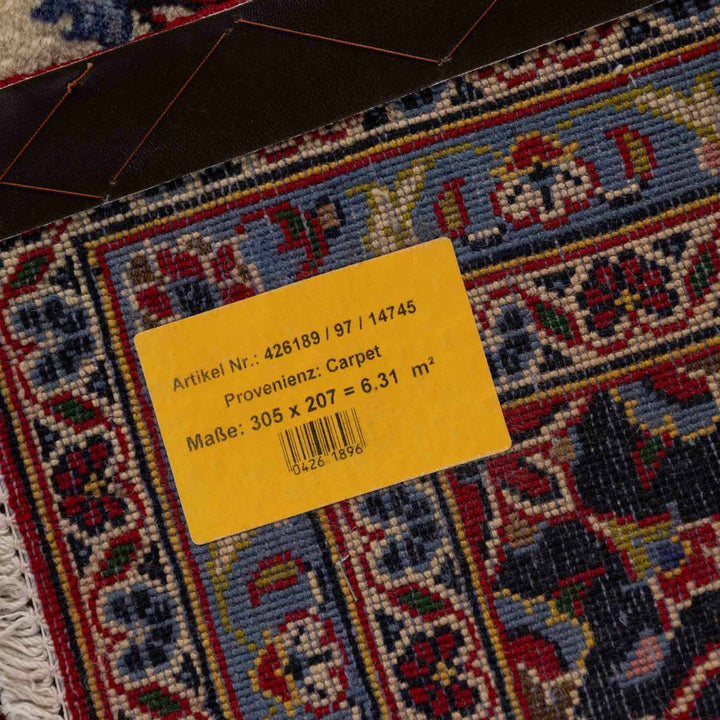 Artikel Nr.: 426189 / 97 / 14745
Provenienz: Carpet
Maße: 305 x 207 = 6.31 m²
0426 1896